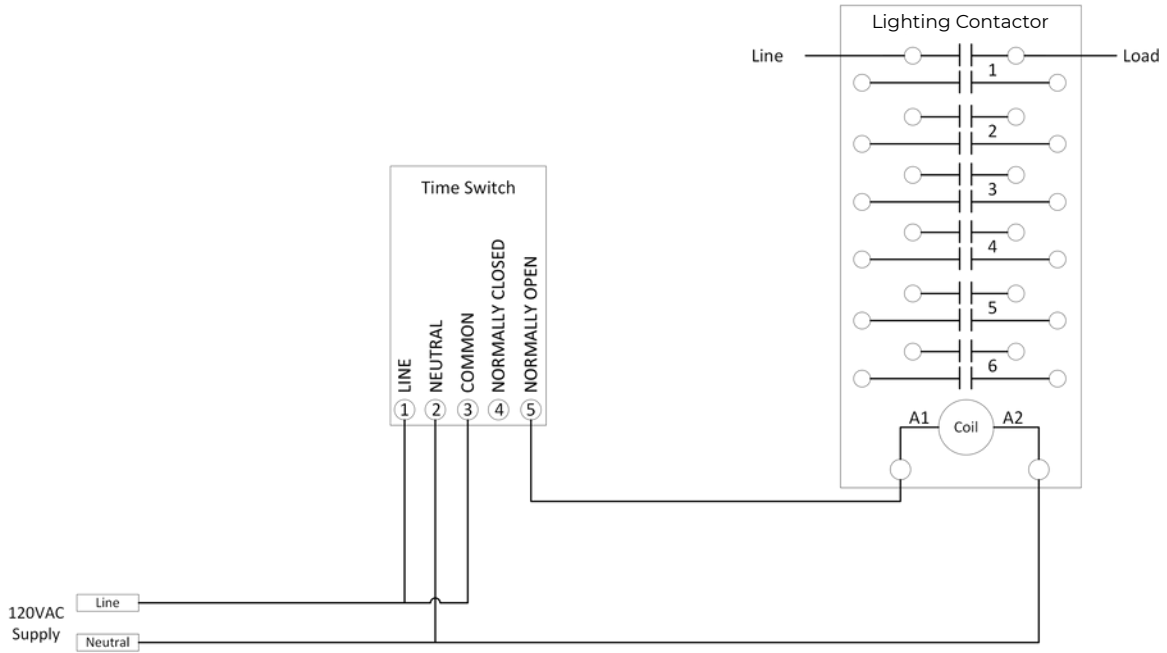 Lighting Contactor
Line
Load
1
2
3
4
5
6
Time Switch
LINE
NEUTRAL
COMMON
NORMALLY CLOSED
NORMALLY OPEN
1 2 3 4 5
A1 Coil A2
120VAC
Supply
Line
Neutral